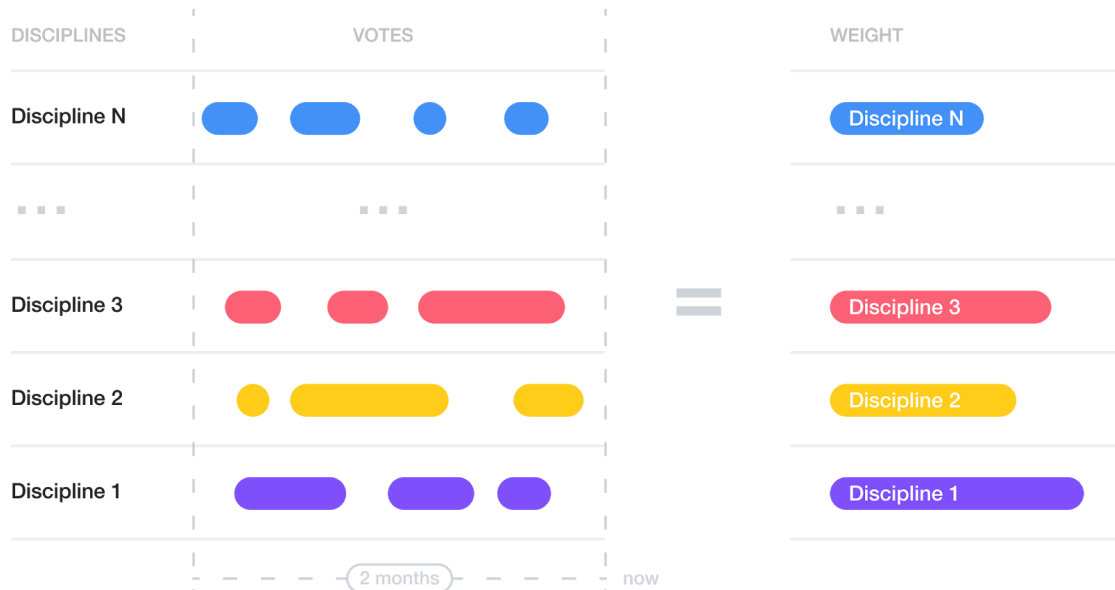 DISCIPLINES VOTES WEIGHT
Discipline N Discipline N
... ... ...
Discipline 3 = Discipline 3
Discipline 2 Discipline 2
Discipline 1 Discipline 1
2 months now